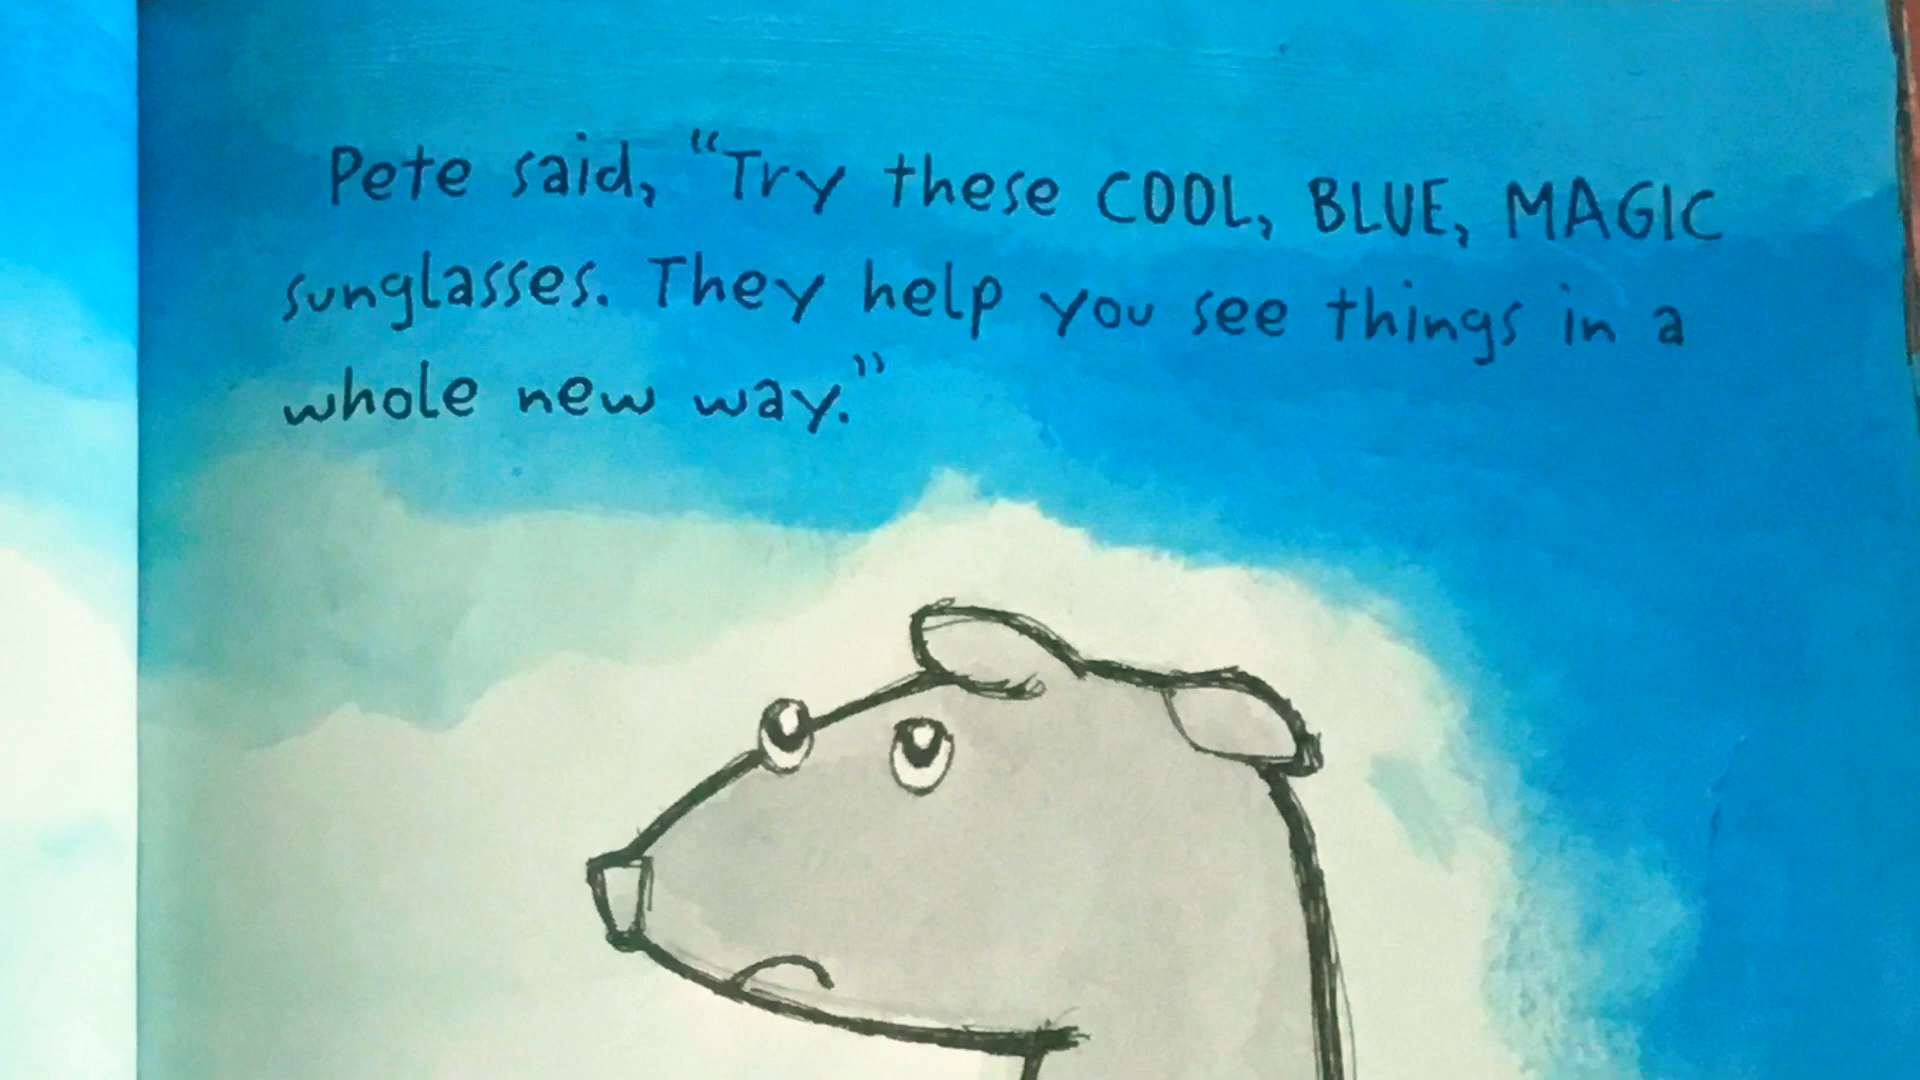 Pete said, “Try these COOL, BLUE, MAGIC
sunglasses. They help you see things in a
whole new way.”